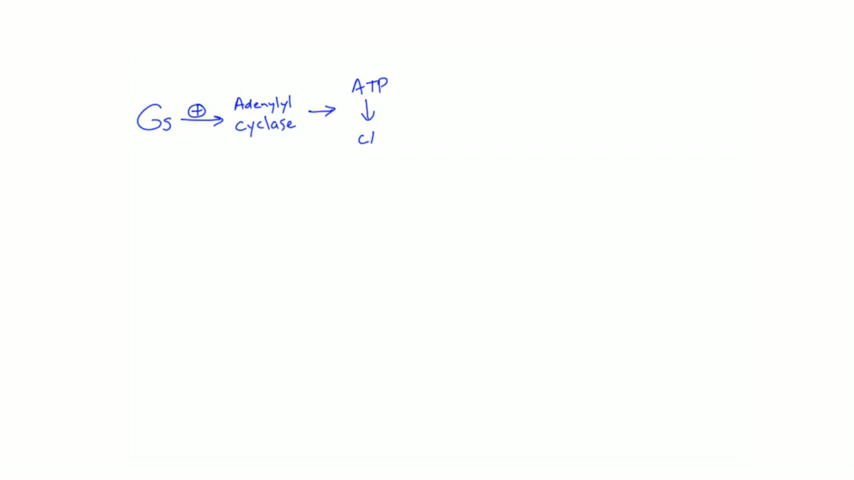 Gs ⊕→ Adenylyl cyclase → ATP
↓
c